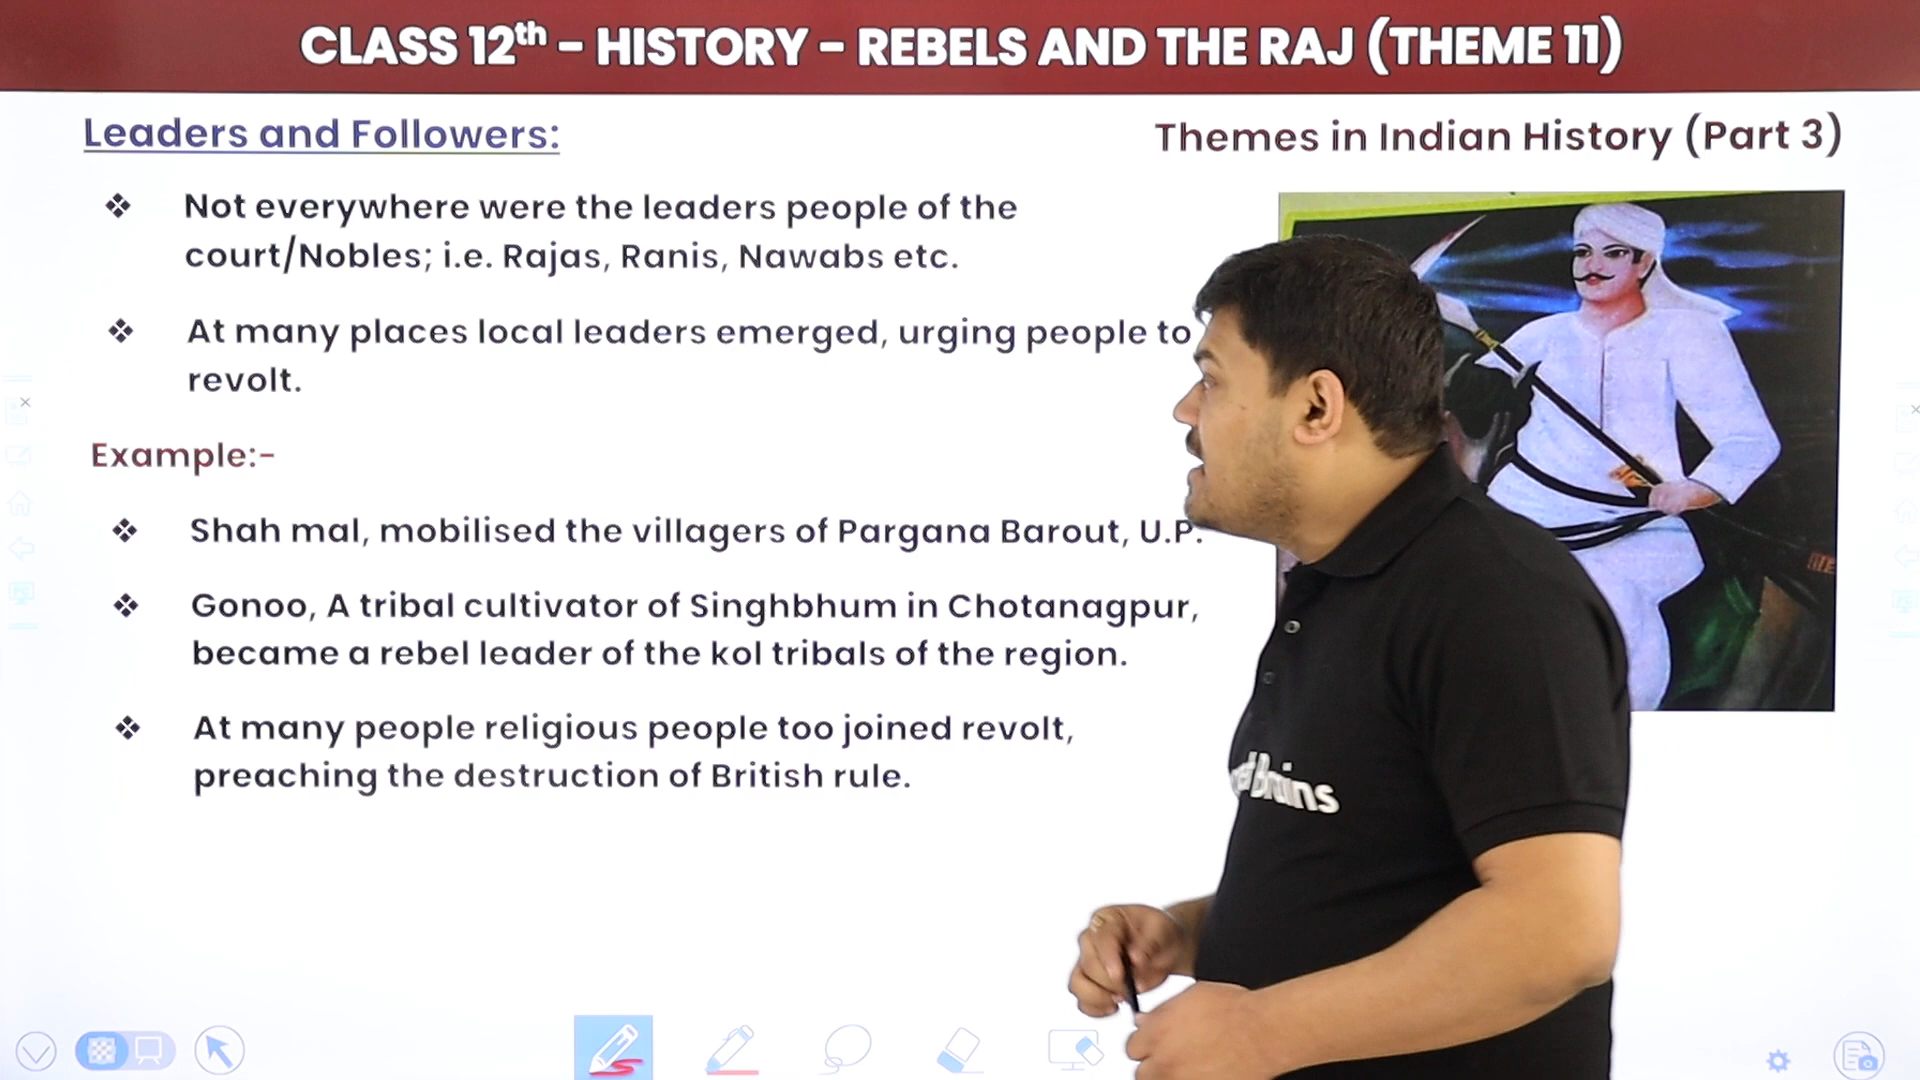 CLASS 12th – HISTORY – REBELS AND THE RAJ (THEME 11)
Leaders and Followers:
Themes in Indian History (Part 3)
❖ Not everywhere were the leaders people of the
court/Nobles; i.e. Rajas, Ranis, Nawabs etc.
❖ At many places local leaders emerged, urging people to
revolt.
Example:-
❖ Shah mal, mobilised the villagers of Pargana Barout, U.P.
❖ Gonoo, A tribal cultivator of Singhbhum in Chotanagpur,
became a rebel leader of the kol tribals of the region.
❖ At many people religious people too joined revolt,
preaching the destruction of British rule.
Brains